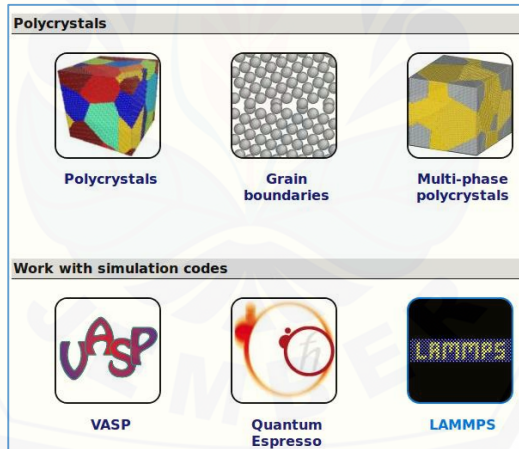 Polycrystals
Polycrystals
Grain
boundaries
Multi-phase
polycrystals
Work with simulation codes
VASP
ħ
LAMMPS
VASP
Quantum
Espresso
LAMMPS